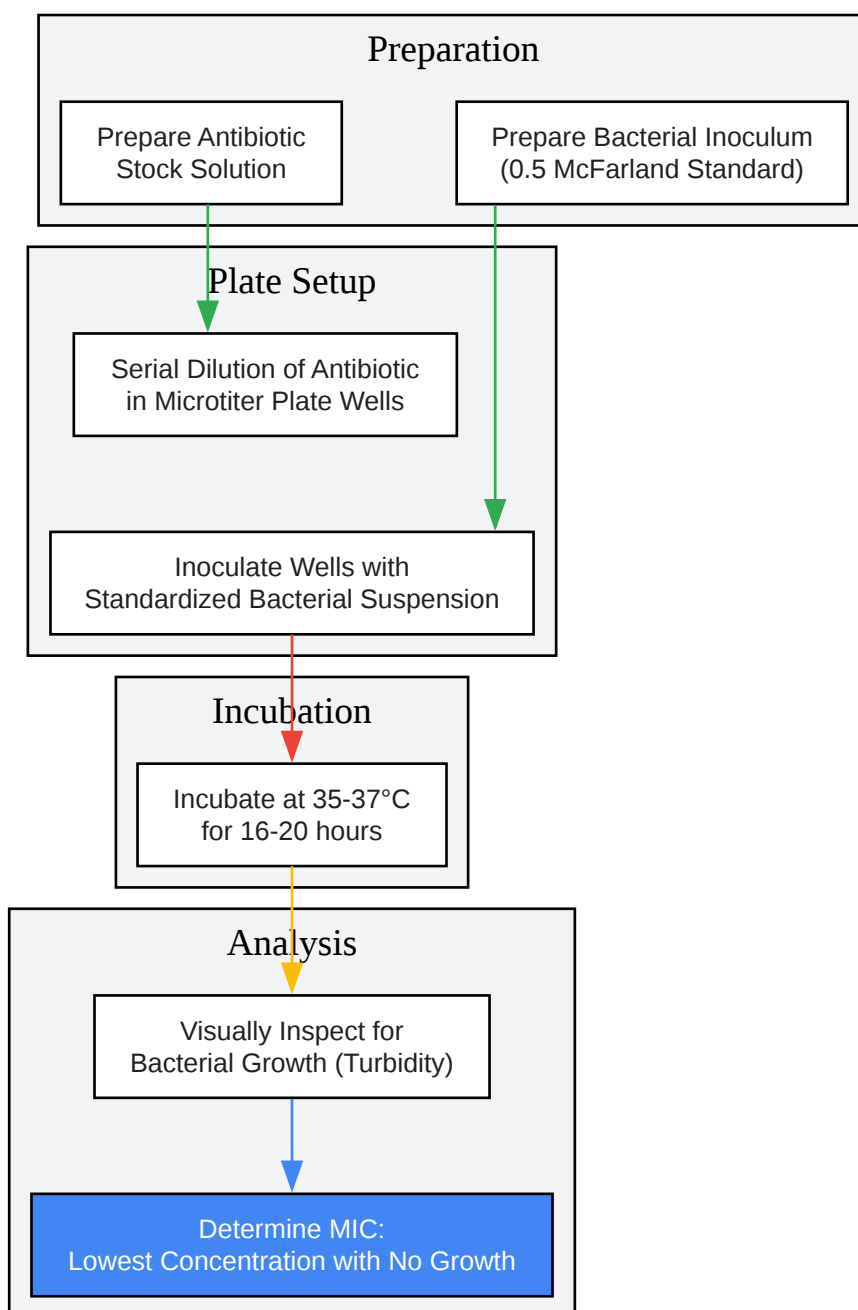 Preparation
Prepare Antibiotic
Stock Solution
Prepare Bacterial Inoculum
(0.5 McFarland Standard)
Plate Setup
Serial Dilution of Antibiotic
in Microtiter Plate Wells
Inoculate Wells with
Standardized Bacterial Suspension
Incubation
Incubate at 35-37°C
for 16-20 hours
Analysis
Visually Inspect for
Bacterial Growth (Turbidity)
Determine MIC:
Lowest Concentration with No Growth